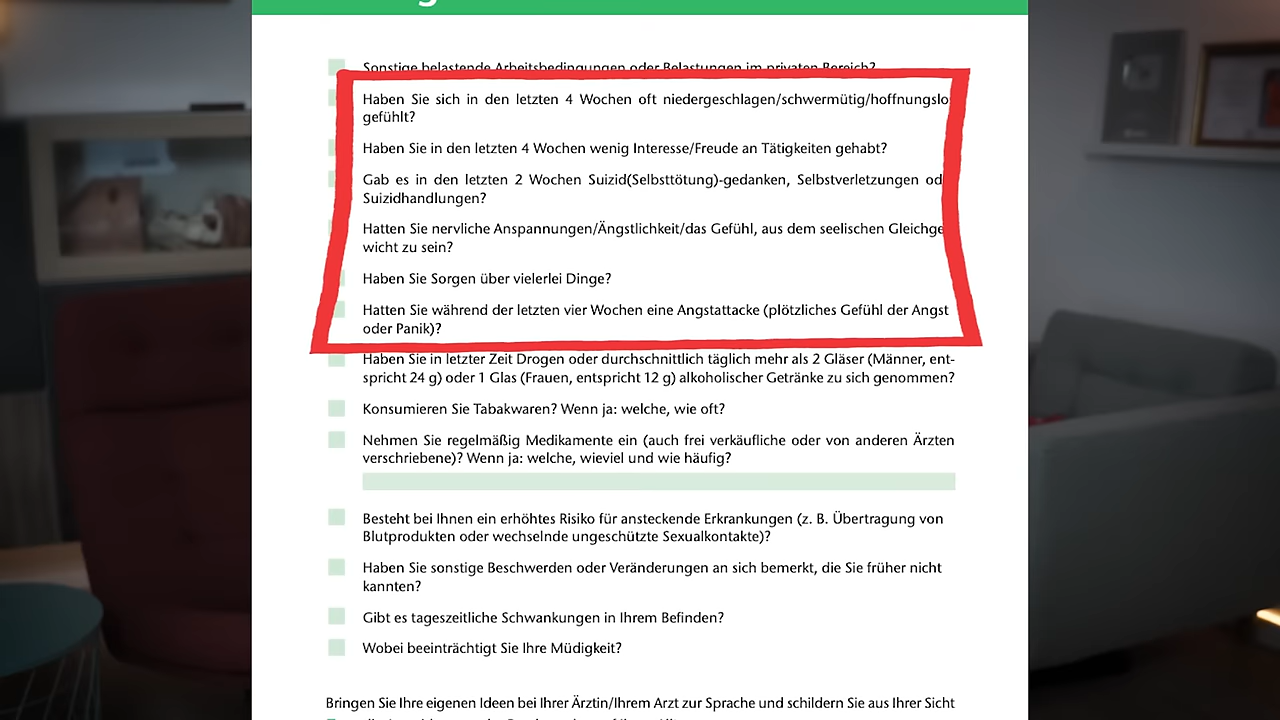 Sonstige belastende Arbeitsbedingungen oder Belastungen im privaten Bereich?
Haben Sie sich in den letzten 4 Wochen oft niedergeschlagen/schwermütig/hoffnungslo
gefühlt?
Haben Sie in den letzten 4 Wochen wenig Interesse/Freude an Tätigkeiten gehabt?
Gab es in den letzten 2 Wochen Suizid(Selbsttötung)-gedanken, Selbstverletzungen od
Suizidhandlungen?
Hatten Sie nervliche Anspannungen/Ängstlichkeit/das Gefühl, aus dem seelischen Gleichge
wicht zu sein?
Haben Sie Sorgen über vielerlei Dinge?
Hatten Sie während der letzten vier Wochen eine Angstattacke (plötzliches Gefühl der Angst
oder Panik)?
Haben Sie in letzter Zeit Drogen oder durchschnittlich täglich mehr als 2 Gläser (Männer, ent-
spricht 24 g) oder 1 Glas (Frauen, entspricht 12 g) alkoholischer Getränke zu sich genommen?
Konsumieren Sie Tabakwaren? Wenn ja: welche, wie oft?
Nehmen Sie regelmäßig Medikamente ein (auch frei verkäufliche oder von anderen Ärzten
verschriebene)? Wenn ja: welche, wieviel und wie häufig?
Besteht bei Ihnen ein erhöhtes Risiko für ansteckende Erkrankungen (z. B. Übertragung von
Blutprodukten oder wechselnde ungeschützte Sexualkontakte)?
Haben Sie sonstige Beschwerden oder Veränderungen an sich bemerkt, die Sie früher nicht
kannten?
Gibt es tageszeitliche Schwankungen in Ihrem Befinden?
Wobei beeinträchtigt Sie Ihre Müdigkeit?
Bringen Sie Ihre eigenen Ideen bei Ihrer Ärztin/Ihrem Arzt zur Sprache und schildern Sie aus Ihrer Sicht